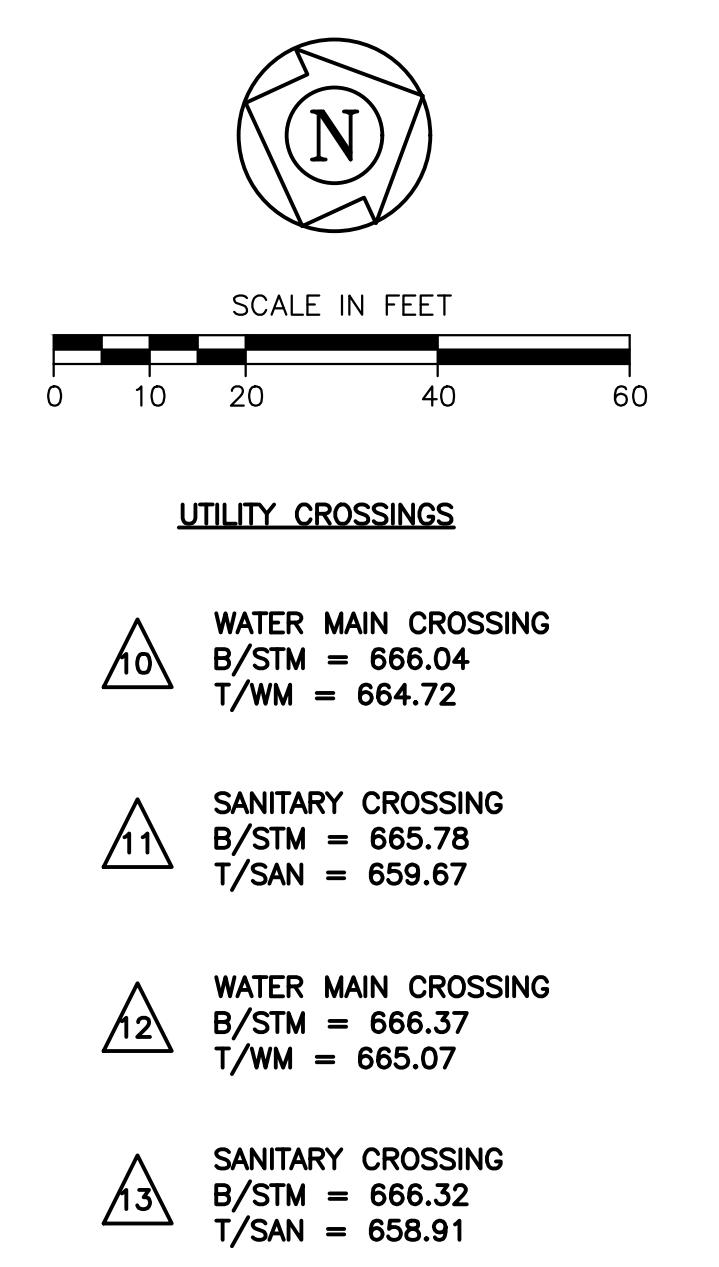 N
SCALE IN FEET
0 10 20 40 60
UTILITY CROSSINGS
10
WATER MAIN CROSSING
B/STM = 666.04
T/WM = 664.72
11
SANITARY CROSSING
B/STM = 665.78
T/SAN = 659.67
12
WATER MAIN CROSSING
B/STM = 666.37
T/WM = 665.07
13
SANITARY CROSSING
B/STM = 666.32
T/SAN = 658.91